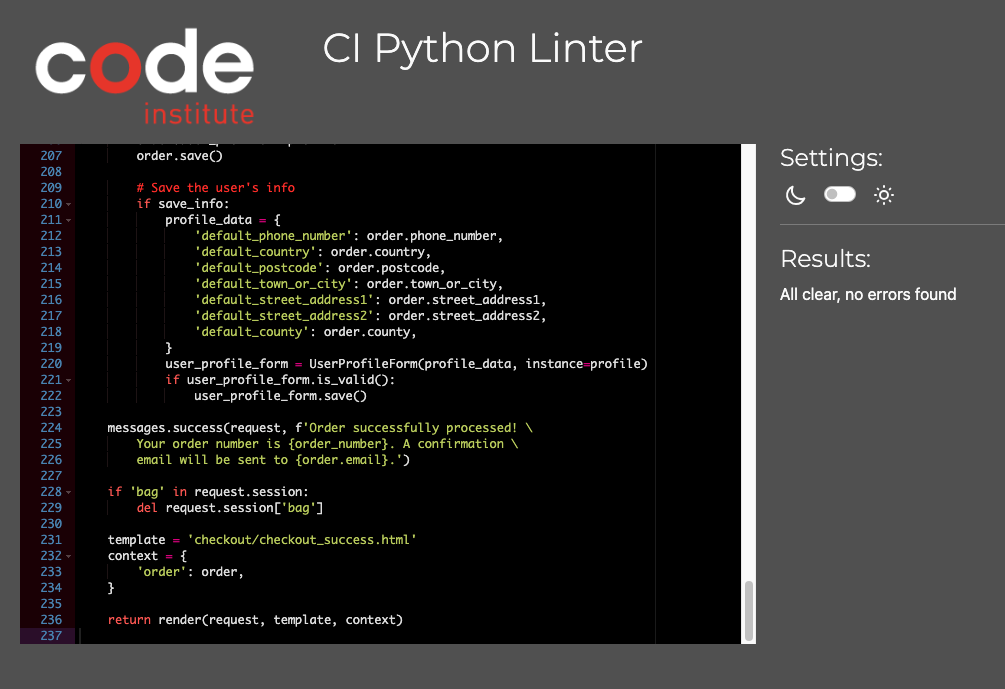 code
institute
CI Python Linter
207 order.save()
208
209 # Save the user's info
210 if save_info:
211 profile_data = {
212 'default_phone_number': order.phone_number,
213 'default_country': order.country,
214 'default_postcode': order.postcode,
215 'default_town_or_city': order.town_or_city,
216 'default_street_address1': order.street_address1,
217 'default_street_address2': order.street_address2,
218 'default_county': order.county,
219 }
220 user_profile_form = UserProfileForm(profile_data, instance=profile)
221 if user_profile_form.is_valid():
222 user_profile_form.save()
223
224 messages.success(request, f'Order successfully processed! \
225 Your order number is {order_number}. A confirmation \
226 email will be sent to {order.email}.')
227
228 if 'bag' in request.session:
229 del request.session['bag']
230
231 template = 'checkout/checkout_success.html'
232 context = {
233 'order': order,
234 }
235
236 return render(request, template, context)
237
Settings:
Results:
All clear, no errors found